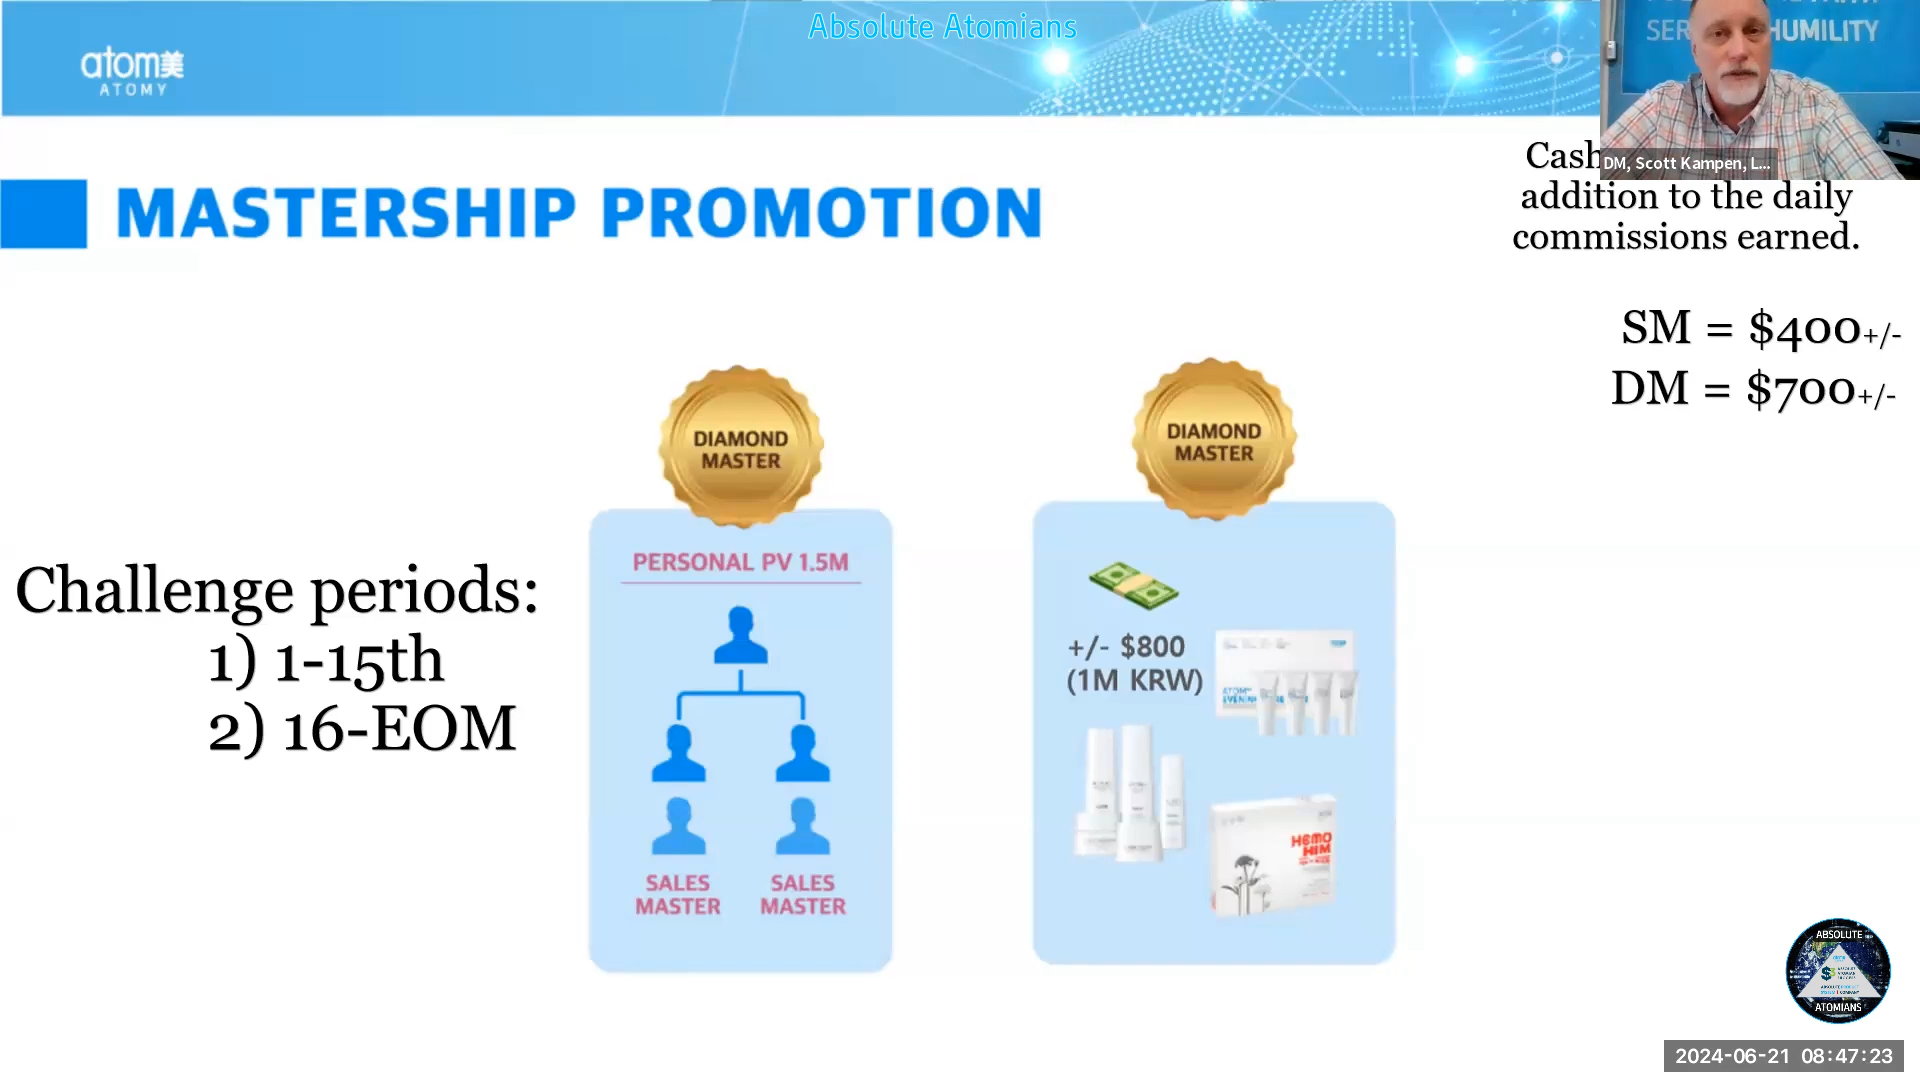 Absolute Atomians
atom美
ATOMY
SER HUMILITY
DM, Scott Kampen, L...
Cash
addition to the daily
commissions earned.
MASTERSHIP PROMOTION
SM = $400+/-
DM = $700+/-
DIAMOND
MASTER
DIAMOND
MASTER
Challenge periods:
1) 1-15th
2) 16-EOM
PERSONAL PV 1.5M
SALES
MASTER
SALES
MASTER
+/- $800
(1M KRW)
HEMO
HIM
ABSOLUTE
ATOMIANS
2024-06-21 08:47:23